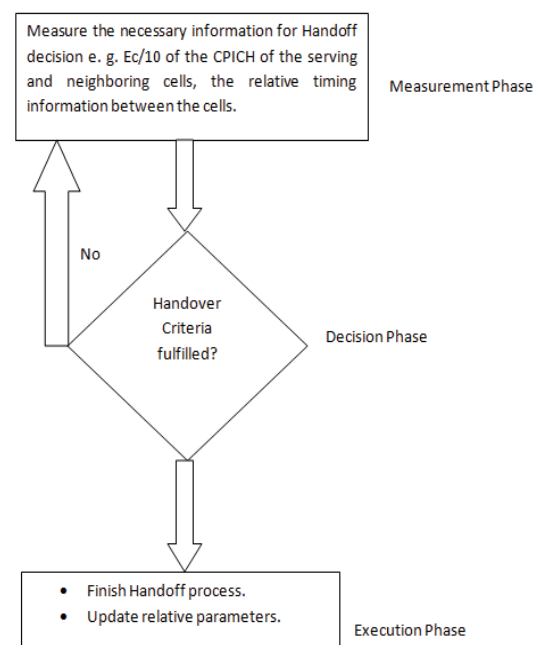 Measure the necessary information for Handoff
decision e. g. Ec/10 of the CPICH of the serving
and neighboring cells, the relative timing
information between the cells.
Measurement Phase
No
Handover
Criteria
fulfilled?
Decision Phase
• Finish Handoff process.
• Update relative parameters.
Execution Phase